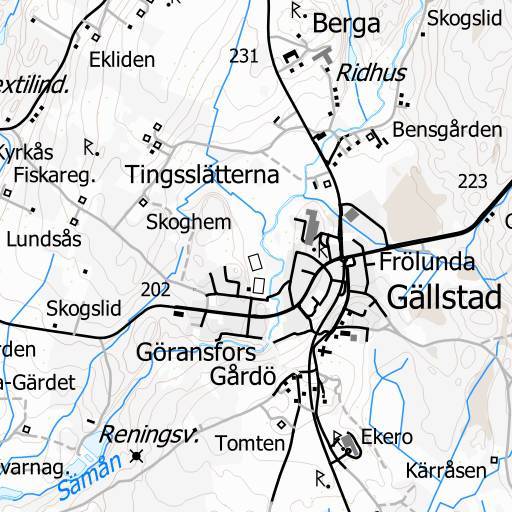 Berga
Skogslid
Ekliden
231
Ridhus
extilind.
Bensgården
Kyrkås
R
Fiskareg.
Tingsslätterna
223
Skoghem
Lundsås
R
Frölunda
202
Skogslid
Gällstad
Göransfors
Gårdö
a-Gärdet
Reningsv.
Tomten
Ekero
R
varnag.
Sämån
Kärråsen
R